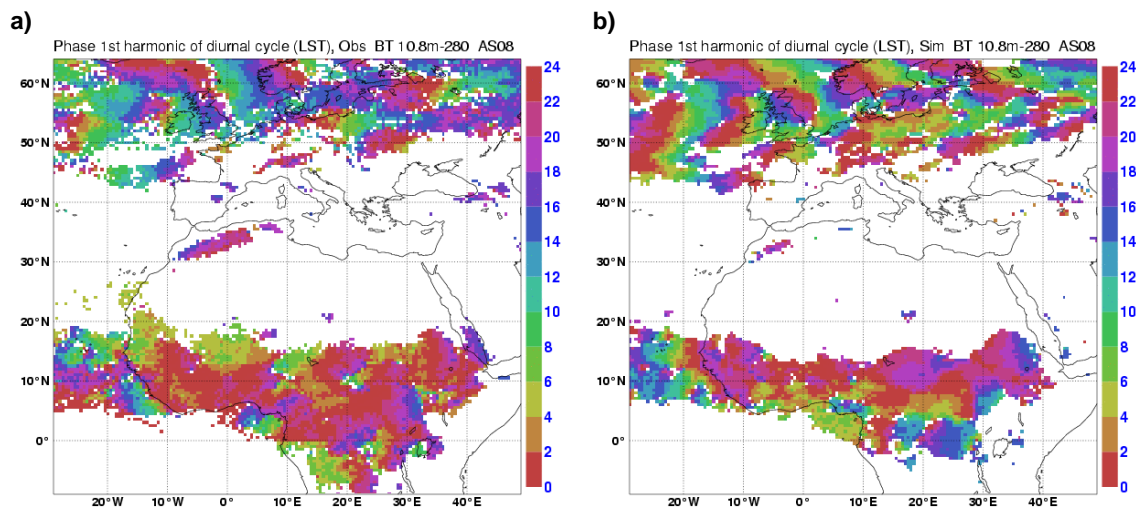 a)
Phase 1st harmonic of diurnal cycle (LST), Obs BT 10.8m-280 AS08
60°N
50°N
40°N
30°N
20°N
10°N
0°
20°W
10°W
0°
10°E
20°E
30°E
40°E
24
22
20
18
16
14
12
10
8
6
4
2
0
b)
Phase 1st harmonic of diurnal cycle (LST), Sim BT 10.8m-280 AS08
60°N
50°N
40°N
30°N
20°N
10°N
0°
20°W
10°W
0°
10°E
20°E
30°E
40°E
24
22
20
18
16
14
12
10
8
6
4
2
0